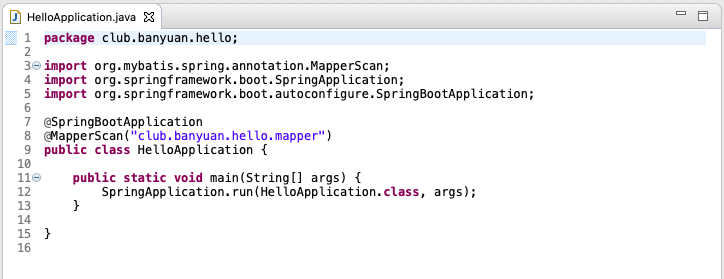 HelloApplication.java
1 package club.banyuan.hello;
2
3 import org.mybatis.spring.annotation.MapperScan;
4 import org.springframework.boot.SpringApplication;
5 import org.springframework.boot.autoconfigure.SpringBootApplication;
6
7 @SpringBootApplication
8 @MapperScan("club.banyuan.hello.mapper")
9 public class HelloApplication {
10
11     public static void main(String[] args) {
12         SpringApplication.run(HelloApplication.class, args);
13     }
14
15 }
16